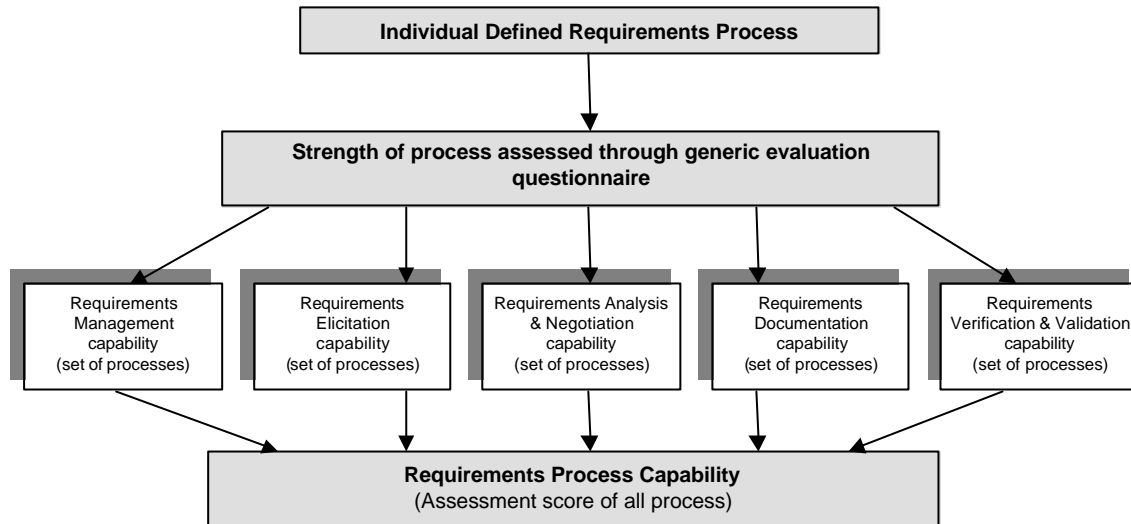 Individual Defined Requirements Process
Strength of process assessed through generic evaluation
questionnaire
Requirements
Management
capability
(set of processes)
Requirements
Elicitation
capability
(set of processes)
Requirements Analysis
& Negotiation
capability
(set of processes)
Requirements
Documentation
capability
(set of processes)
Requirements
Verification & Validation
capability
(set of processes)
Requirements Process Capability
(Assessment score of all process)